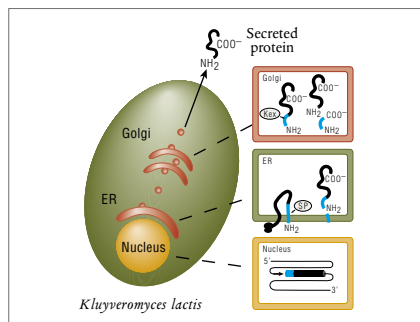 COO⁻
NH2
Secreted
protein
Golgi
ER
Nucleus
Kluyveromyces lactis
Golgi
COO⁻
COO⁻
Kex
NH2
NH2
COO⁻
NH2
ER
COO⁻
SP
NH2
NH2
Nucleus
5'
3'